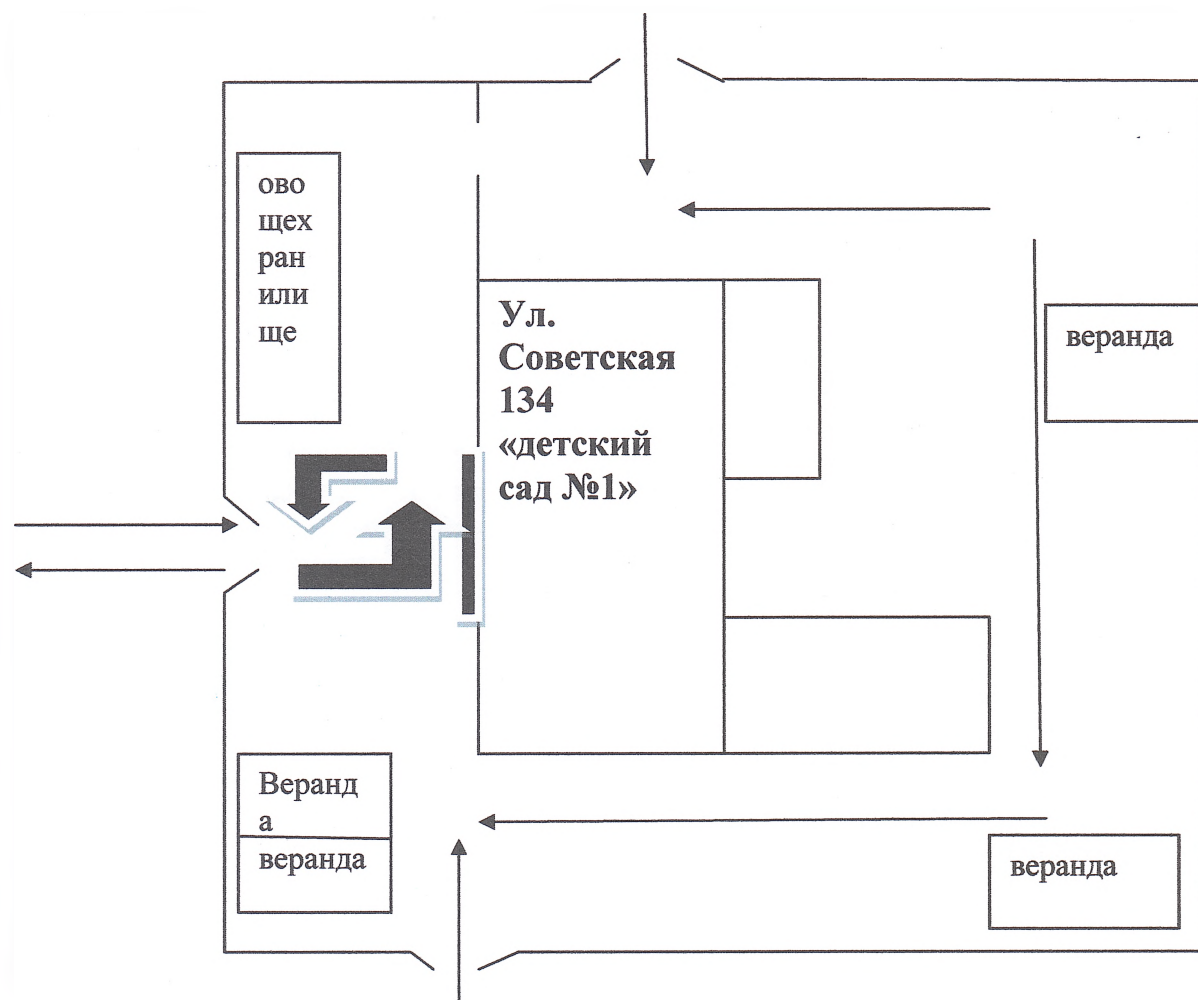 ово
щех
ран
или
ще
Ул.
Советская
134
«детский
сад №1»
веранда
Веранд
а
веранда
веранда